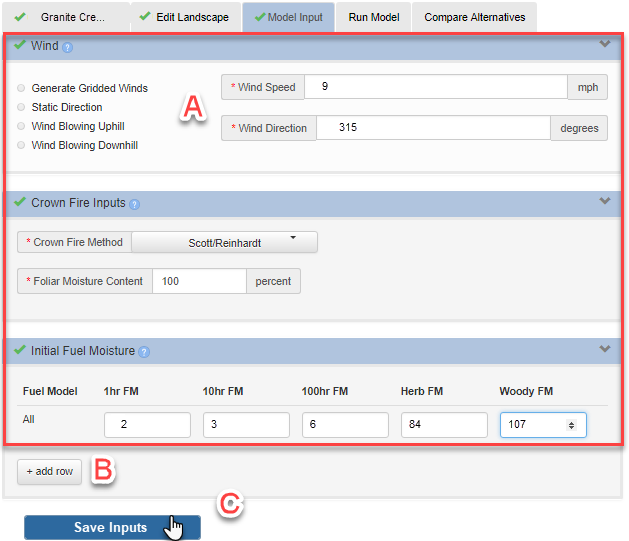 Granite Cre... Edit Landscape Model Input Run Model Compare Alternatives
Wind ?
Generate Gridded Winds
Static Direction
Wind Blowing Uphill
Wind Blowing Downhill
A
* Wind Speed 9 mph
* Wind Direction 315 degrees
Crown Fire Inputs ?
* Crown Fire Method Scott/Reinhardt
* Foliar Moisture Content 100 percent
Initial Fuel Moisture ?
Fuel Model 1hr FM 10hr FM 100hr FM Herb FM Woody FM
All 2 3 6 84 107
+ add row B
C
Save Inputs